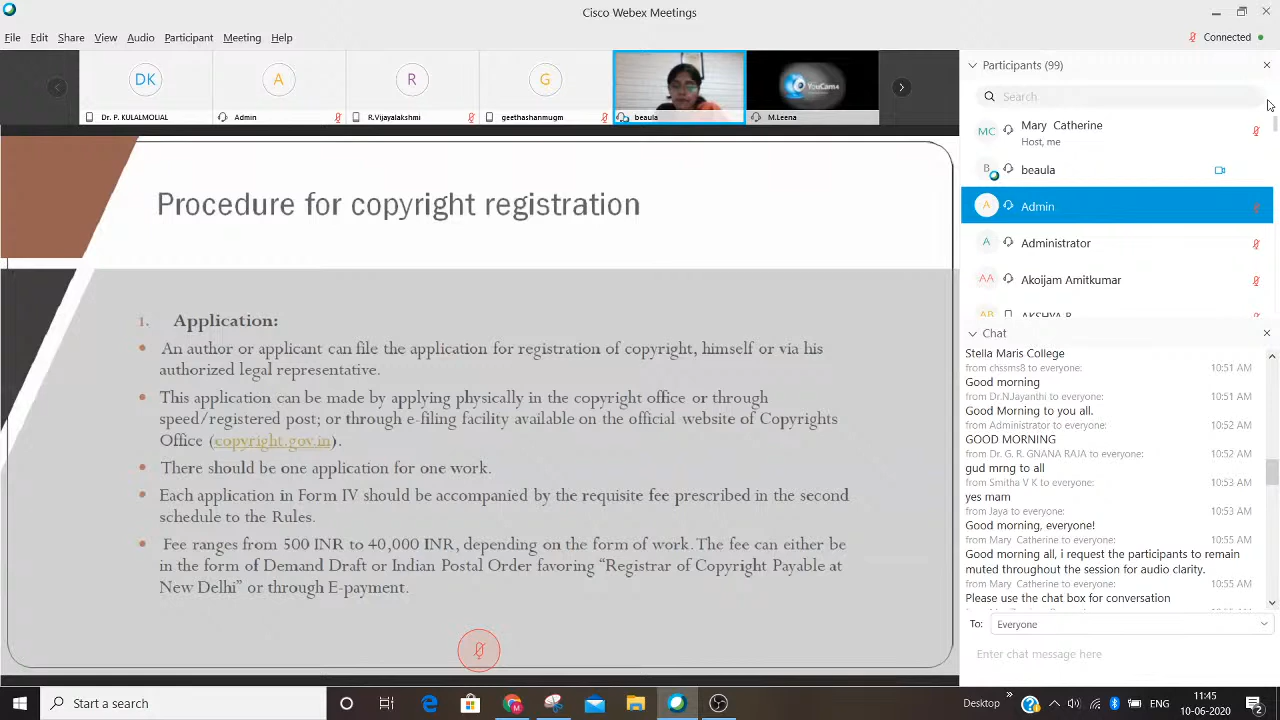 Cisco Webex Meetings
File Edit Share View Audio Participant Meeting Help
Connected
DK
A
R
G
YouCam
Dr. P. KULALMOLIAL
Admin
R.Vijayalakshmi
geethashanmugm
beaula
M.Leena
Procedure for copyright registration
1. Application:
• An author or applicant can file the application for registration of copyright, himself or via his
authorized legal representative.
• This application can be made by applying physically in the copyright office or through
speed/registered post; or through e-filing facility available on the official website of Copyrights
Office (copyright.gov.in).
• There should be one application for one work.
• Each application in Form IV should be accompanied by the requisite fee prescribed in the second
schedule to the Rules.
• Fee ranges from 500 INR to 40,000 INR, depending on the form of work. The fee can either be
in the form of Demand Draft or Indian Postal Order favoring “Registrar of Copyright Payable at
New Delhi” or through E-payment.
Participants (99)
Search
MC Mary Catherine
Host, me
B beaula
A Admin
A Administrator
AA Akoijam Amitkumar
AB AKSHYA R
Chat
Stella Maris College
from chssms8 to everyone: 10:51 AM
Good morning
from Dr.NJayanthi to everyone: 10:51 AM
Good Morning to you all.
from Administrator to everyone: 10:52 AM
GOOD MORNING
from Dr. G. R. GNANA RAJA to everyone: 10:52 AM
gud mrng to all
from Smitha V K to everyone: 10:53 AM
yes mam
from Jaya to everyone: 10:53 AM
Good morning, everyone!
from Mary Catherine to everyone: 10:55 AM
Good morning all, i request the participants to remain
muted throughout the session for audio clarity.
from Mary Catherine to everyone: 10:55 AM
Please use the chat box for conversation
To: Everyone
Enter chat message here
Start a search
Desktop
ENG
11:45
10-06-2020